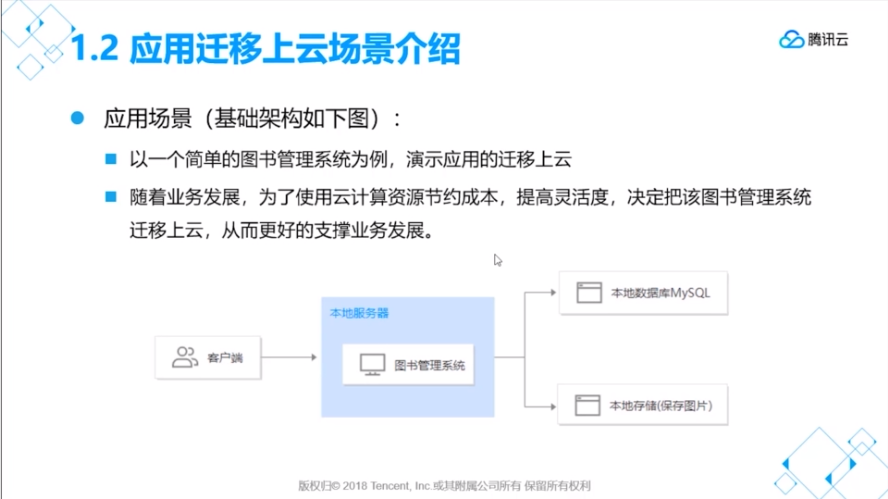 1.2 应用迁移上云场景介绍
腾讯云
应用场景（基础架构如下图）：
以一个简单的图书管理系统为例，演示应用的迁移上云
随着业务发展，为了使用云计算资源节约成本，提高灵活度，决定把该图书管理系统
迁移上云，从而更好的支撑业务发展。
本地服务器
客户端
图书管理系统
本地数据库MySQL
本地存储(保存图片)
版权归© 2018 Tencent, Inc.或其附属公司所有 保留所有权利